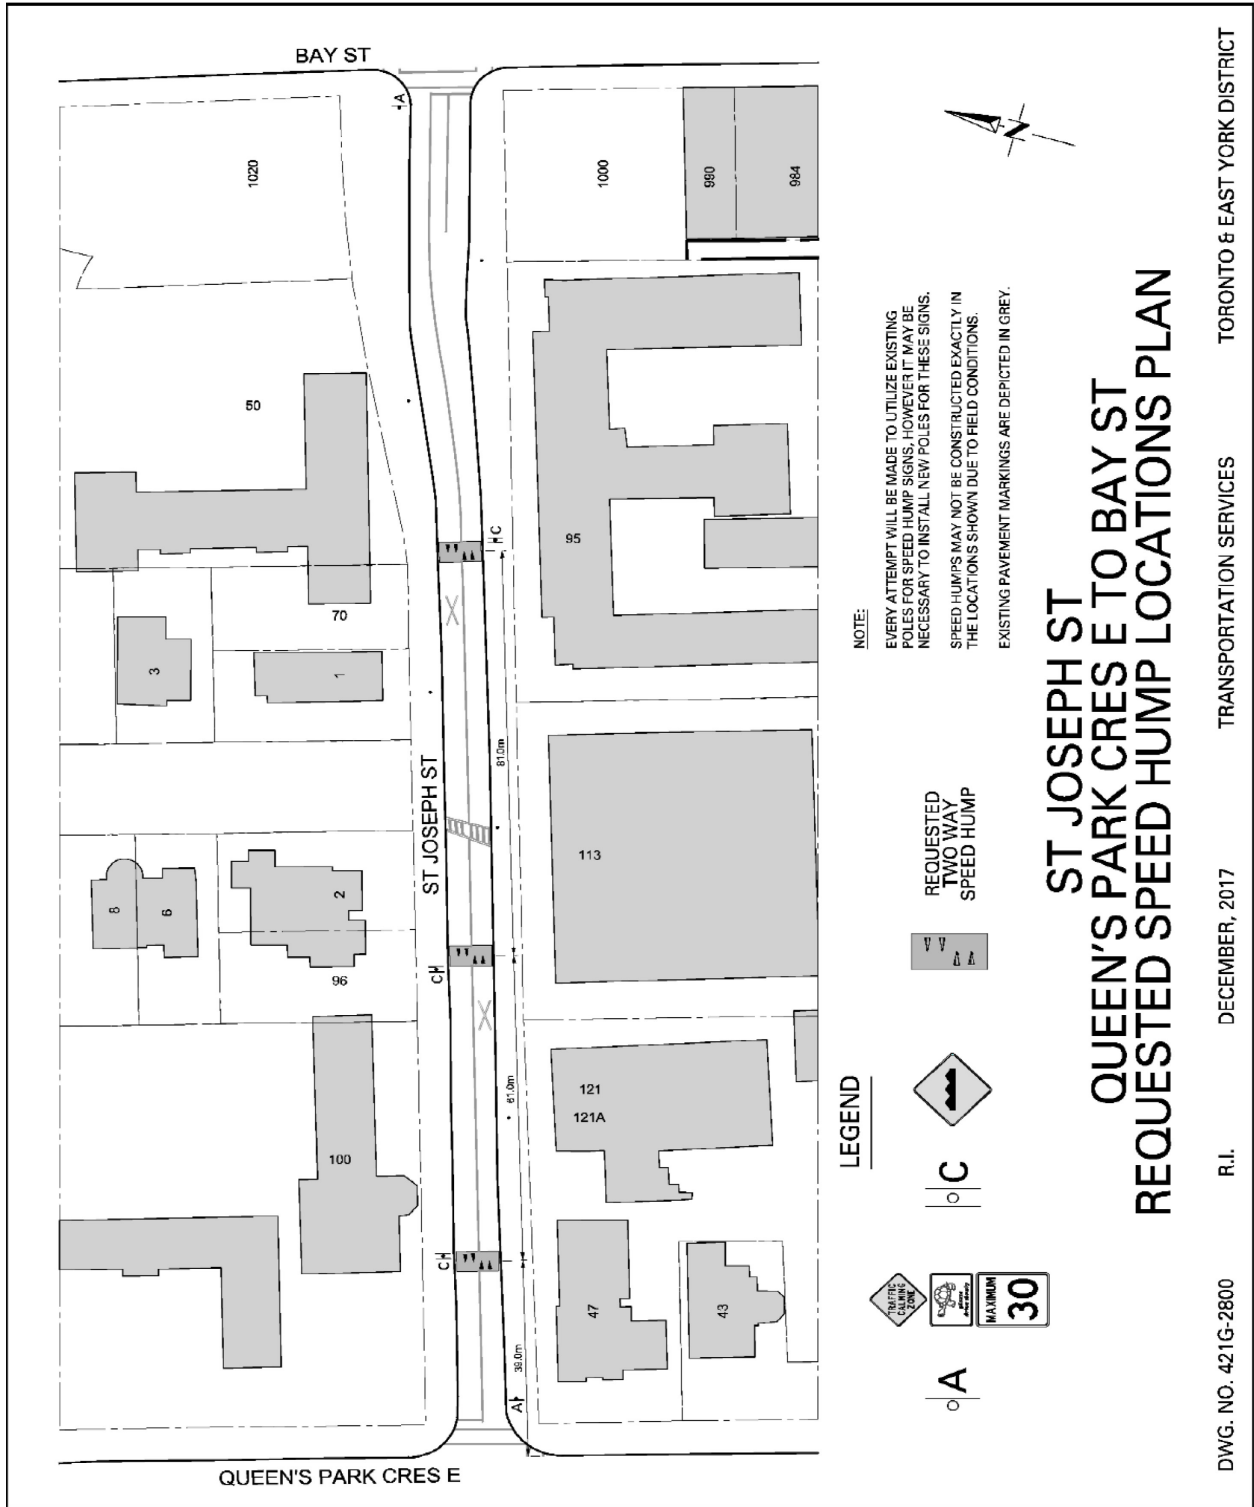 BAY ST
A
1020
1000
990
984
50
C
95
70
3
1
81.0m
ST JOSEPH ST
113
8
6
2
96
C
61.0m
121
121A
100
C
47
43
39.0m
A
QUEEN'S PARK CRES E
NOTE:
EVERY ATTEMPT WILL BE MADE TO UTILIZE EXISTING
POLES FOR SPEED HUMP SIGNS, HOWEVER IT MAY BE
NECESSARY TO INSTALL NEW POLES FOR THESE SIGNS.
SPEED HUMPS MAY NOT BE CONSTRUCTED EXACTLY IN
THE LOCATIONS SHOWN DUE TO FIELD CONDITIONS.
EXISTING PAVEMENT MARKINGS ARE DEPICTED IN GREY.
N
LEGEND
A
TRAFFIC
CALMING
ZONE
please
drive slowly
MAXIMUM
30
C
REQUESTED
TWO WAY
SPEED HUMP
ST JOSEPH ST
QUEEN'S PARK CRES E TO BAY ST
REQUESTED SPEED HUMP LOCATIONS PLAN
DWG. NO. 421G-2800
R.I.
DECEMBER, 2017
TRANSPORTATION SERVICES
TORONTO & EAST YORK DISTRICT